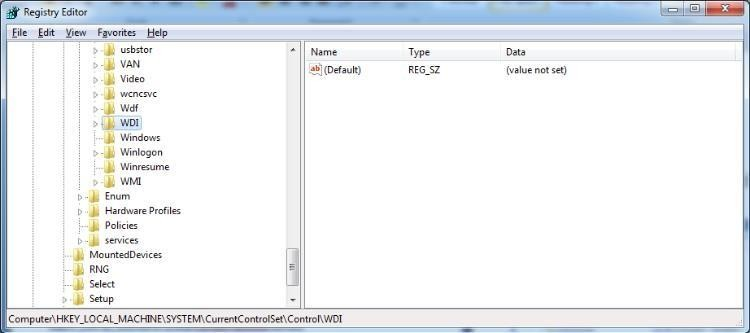 Registry Editor
File Edit View Favorites Help
usbstor
VAN
Video
wcncsvc
Wdf
WDI
Windows
Winlogon
Winresume
WMI
Enum
Hardware Profiles
Policies
services
MountedDevices
RNG
Select
Setup
Name Type Data
ab (Default) REG_SZ (value not set)
Computer\HKEY_LOCAL_MACHINE\SYSTEM\CurrentControlSet\Control\WDI